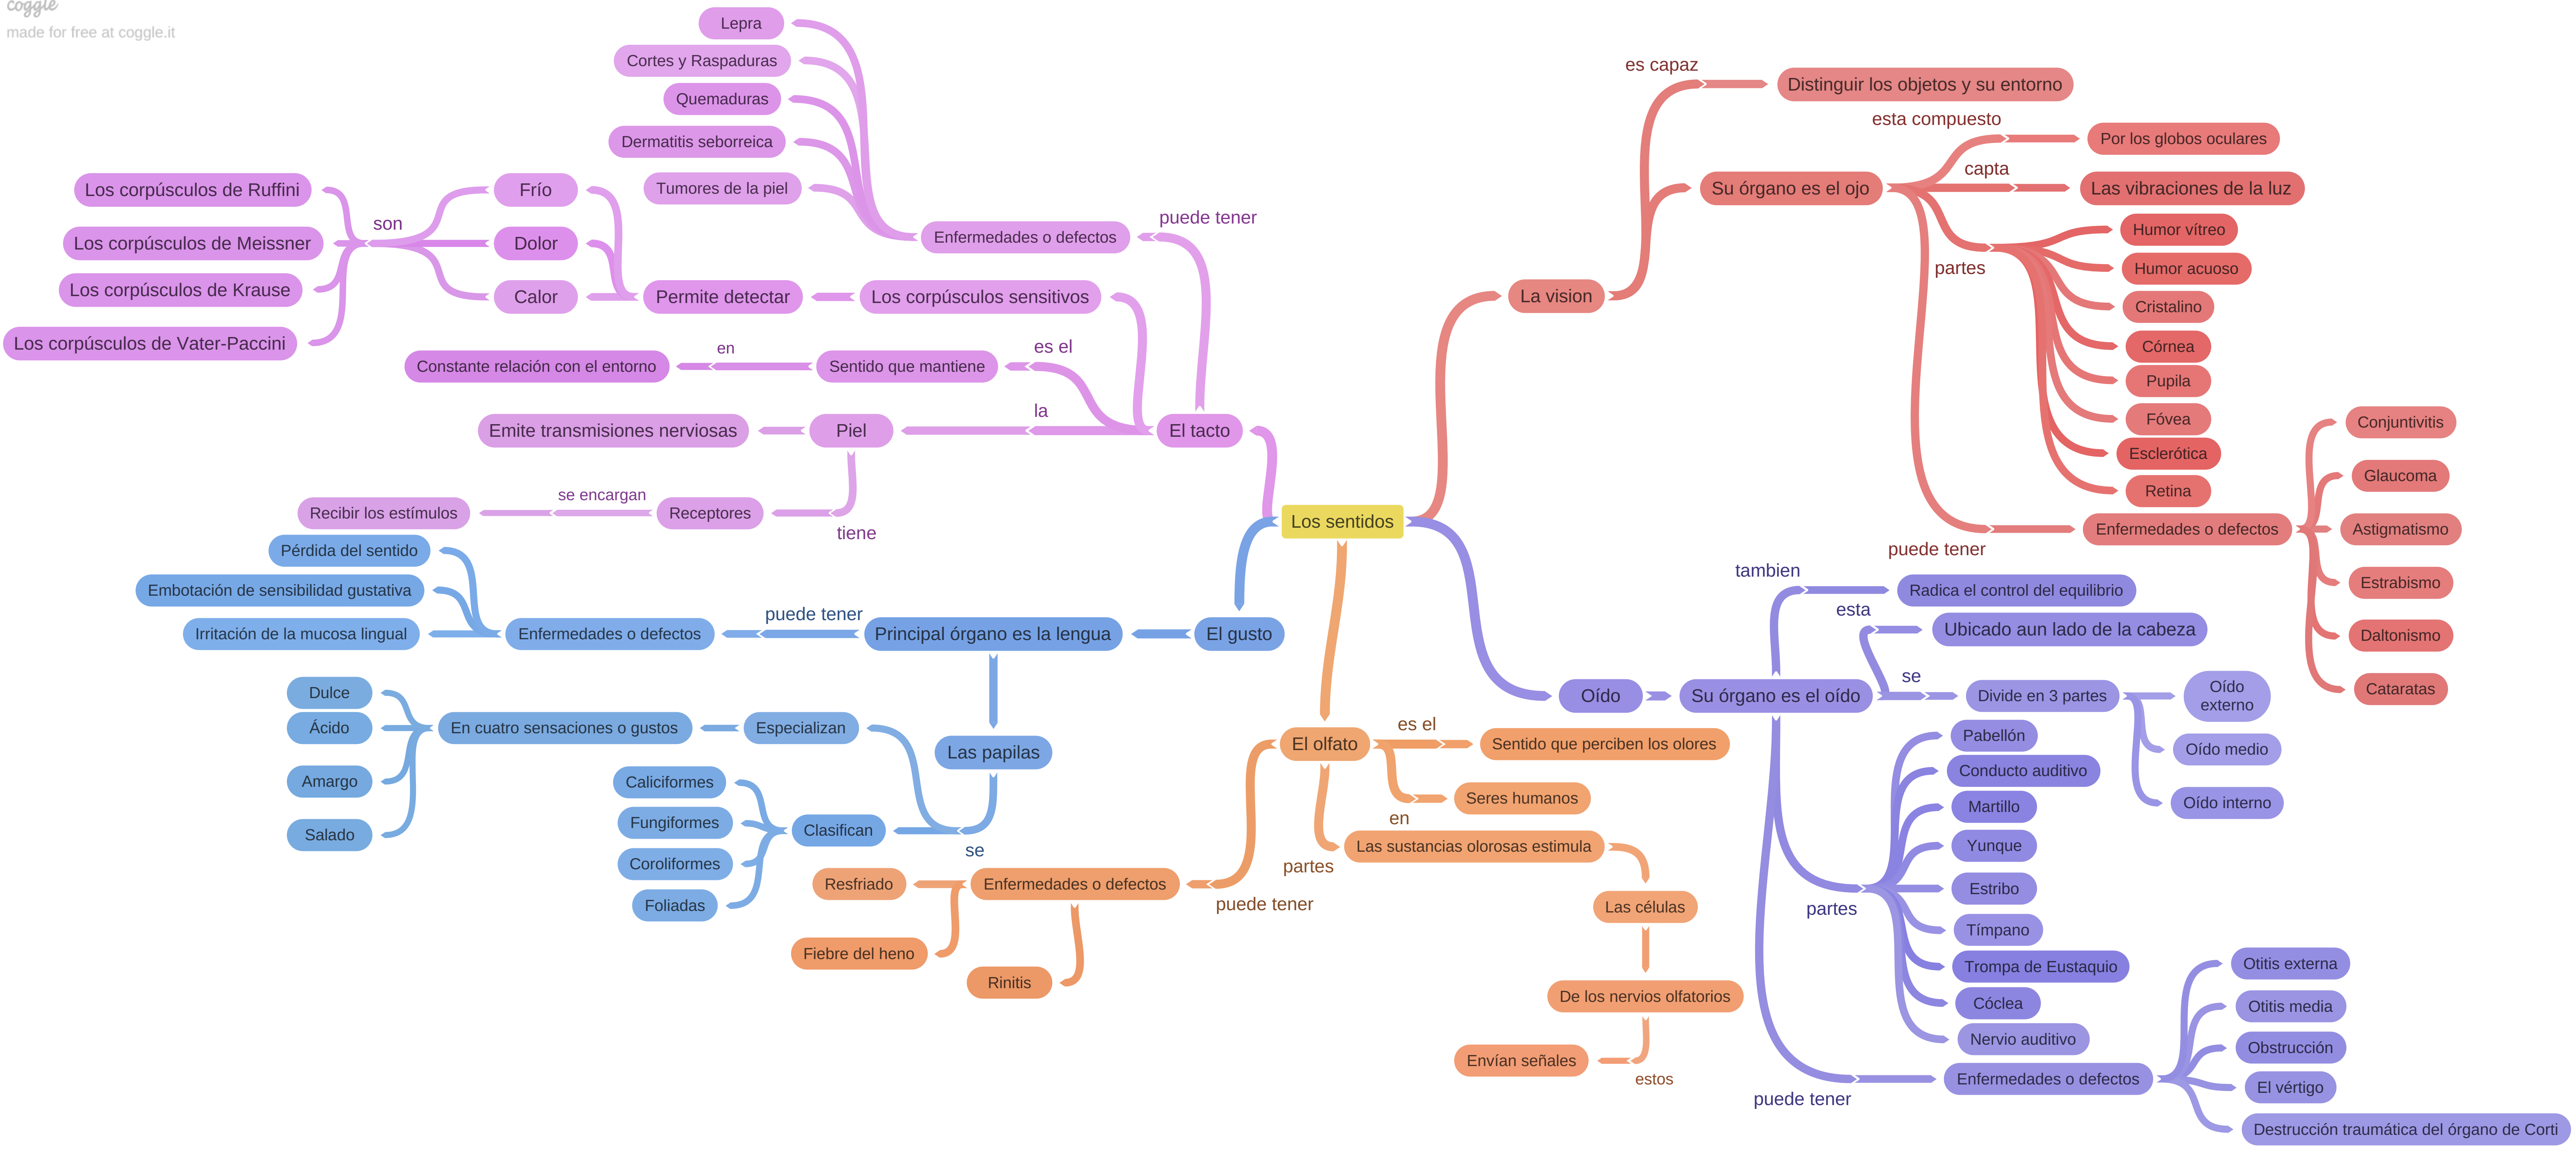 coggle
made for free at coggle.it
Lepra
Cortes y Raspaduras
Quemaduras
Dermatitis seborreica
Tumores de la piel
Enfermedades o defectos
puede tener
Los corpúsculos de Ruffini
Los corpúsculos de Meissner
Los corpúsculos de Krause
Los corpúsculos de Vater-Paccini
son
Frío
Dolor
Calor
Permite detectar
Los corpúsculos sensitivos
Constante relación con el entorno
en
Sentido que mantiene
es el
Emite transmisiones nerviosas
Piel
la
El tacto
Recibir los estímulos
se encargan
Receptores
tiene
Los sentidos
Pérdida del sentido
Embotación de sensibilidad gustativa
Irritación de la mucosa lingual
Enfermedades o defectos
puede tener
Principal órgano es la lengua
El gusto
Dulce
Ácido
Amargo
Salado
En cuatro sensaciones o gustos
Especializan
Las papilas
Caliciformes
Fungiformes
Coroliformes
Foliadas
Clasifican
se
Resfriado
Fiebre del heno
Rinitis
Enfermedades o defectos
puede tener
El olfato
es el
Sentido que perciben los olores
en
Seres humanos
partes
Las sustancias olorosas estimula
Las células
De los nervios olfatorios
Envían señales
estos
La vision
es capaz
Distinguir los objetos y su entorno
Su órgano es el ojo
esta compuesto
Por los globos oculares
capta
Las vibraciones de la luz
partes
Humor vítreo
Humor acuoso
Cristalino
Córnea
Pupila
Fóvea
Esclerótica
Retina
puede tener
Enfermedades o defectos
Conjuntivitis
Glaucoma
Astigmatismo
Estrabismo
Daltonismo
Cataratas
Oído
Su órgano es el oído
tambien
Radica el control del equilibrio
esta
Ubicado aun lado de la cabeza
se
Divide en 3 partes
Oído
externo
Oído medio
Oído interno
partes
Pabellón
Conducto auditivo
Martillo
Yunque
Estribo
Tímpano
Trompa de Eustaquio
Cóclea
Nervio auditivo
puede tener
Enfermedades o defectos
Otitis externa
Otitis media
Obstrucción
El vértigo
Destrucción traumática del órgano de Corti